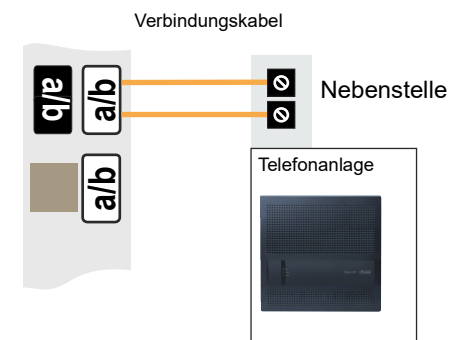 Verbindungskabel
a/b
a/b
Nebenstelle
a/b
Telefonanlage